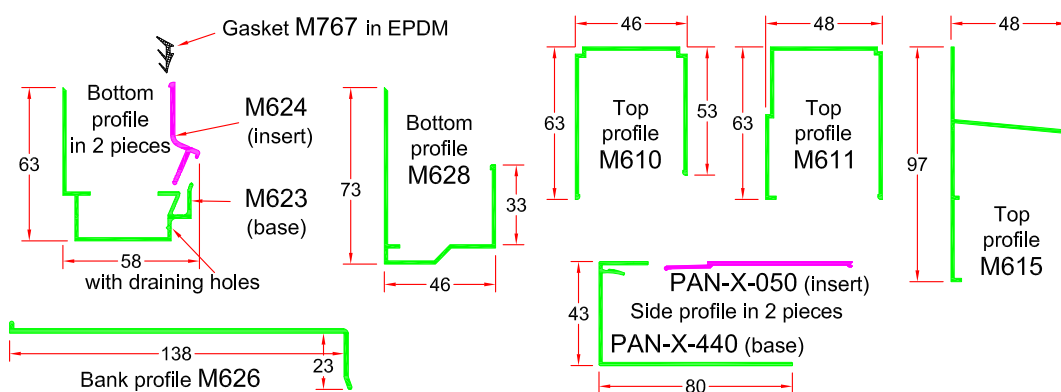 Gasket M767 in EPDM
Bottom
profile
in 2 pieces
63
M624
(insert)
M623
(base)
58
with draining holes
Bottom
profile
M628
73
33
46
46
Top
profile
M610
63
53
48
Top
profile
M611
63
48
97
Top
profile
M615
PAN-X-050 (insert)
Side profile in 2 pieces
PAN-X-440 (base)
43
80
138
23
Bank profile M626